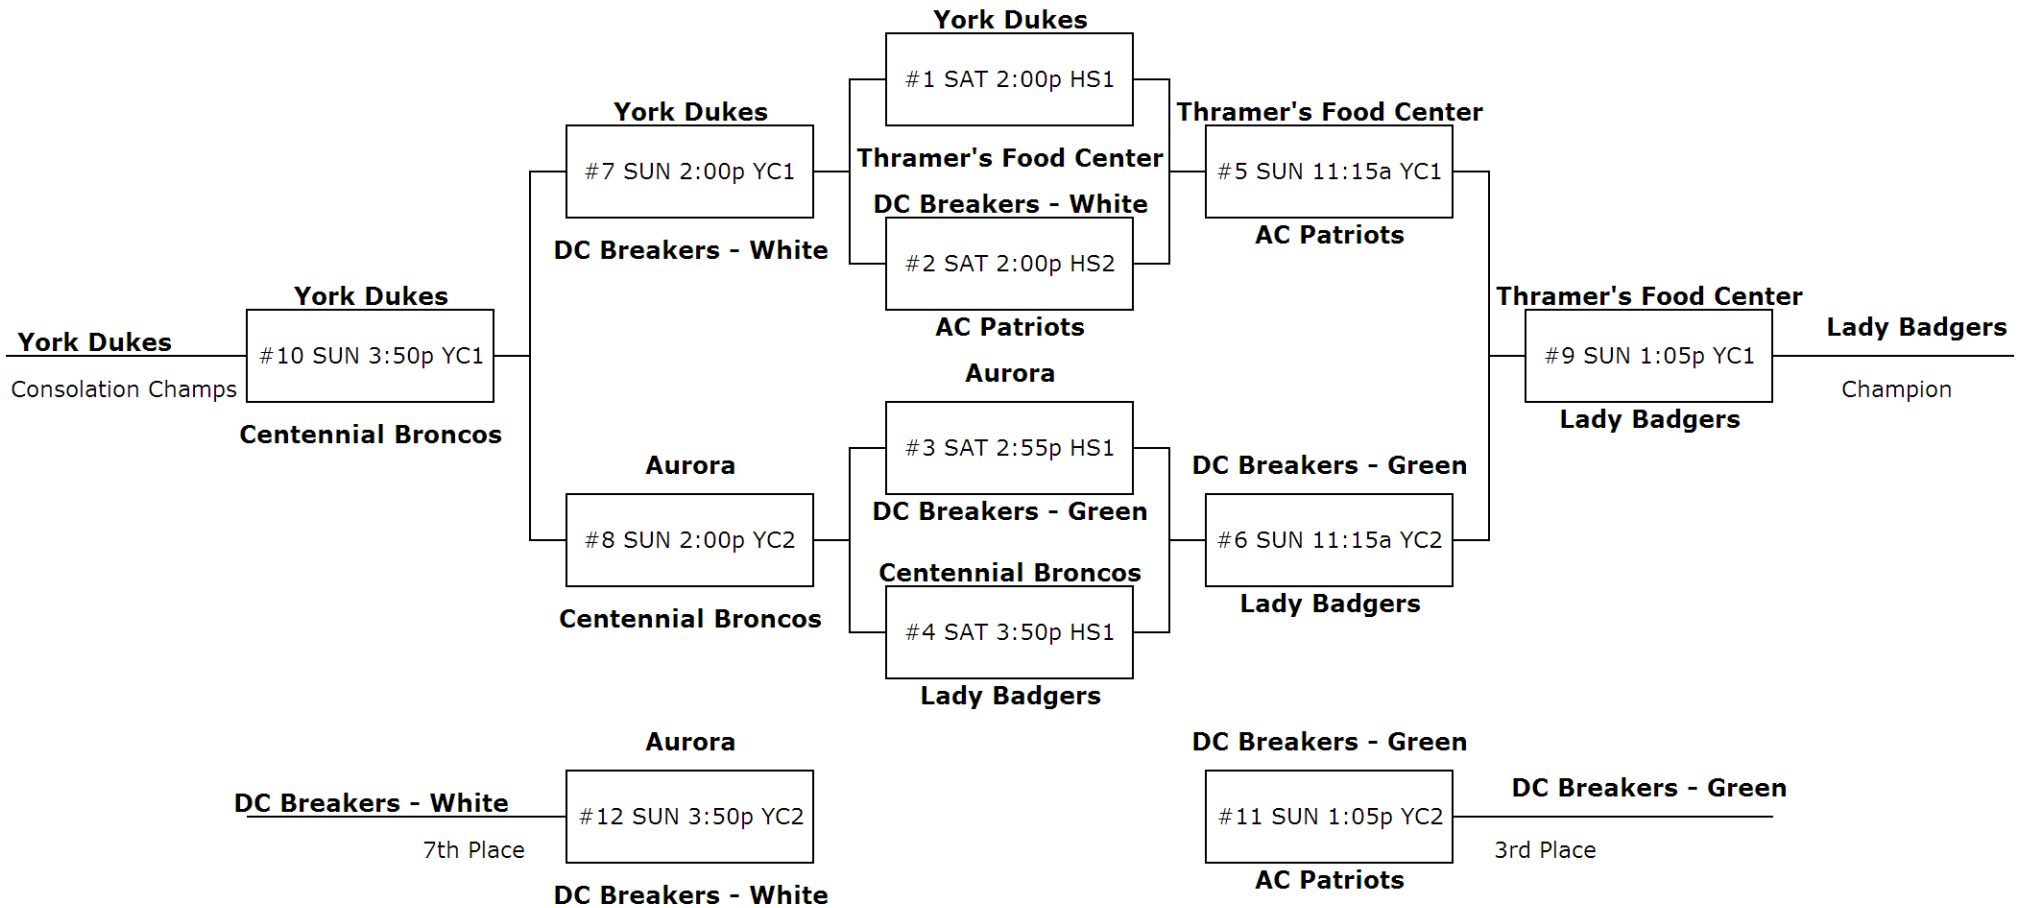 York Dukes
#1 SAT 2:00p HS1
York Dukes
Thramer's Food Center
#7 SUN 2:00p YC1
Thramer's Food Center
#5 SUN 11:15a YC1
DC Breakers - White
AC Patriots
DC Breakers - White
#2 SAT 2:00p HS2
York Dukes
Thramer's Food Center
AC Patriots
Lady Badgers
York Dukes
#10 SUN 3:50p YC1
#9 SUN 1:05p YC1
Aurora
Consolation Champs
Champion
Lady Badgers
Centennial Broncos
#3 SAT 2:55p HS1
Aurora
DC Breakers - Green
DC Breakers - Green
#8 SUN 2:00p YC2
#6 SUN 11:15a YC2
Centennial Broncos
Lady Badgers
Centennial Broncos
#4 SAT 3:50p HS1
Lady Badgers
Aurora
DC Breakers - Green
DC Breakers - Green
DC Breakers - White
#12 SUN 3:50p YC2
#11 SUN 1:05p YC2
7th Place
3rd Place
AC Patriots
DC Breakers - White